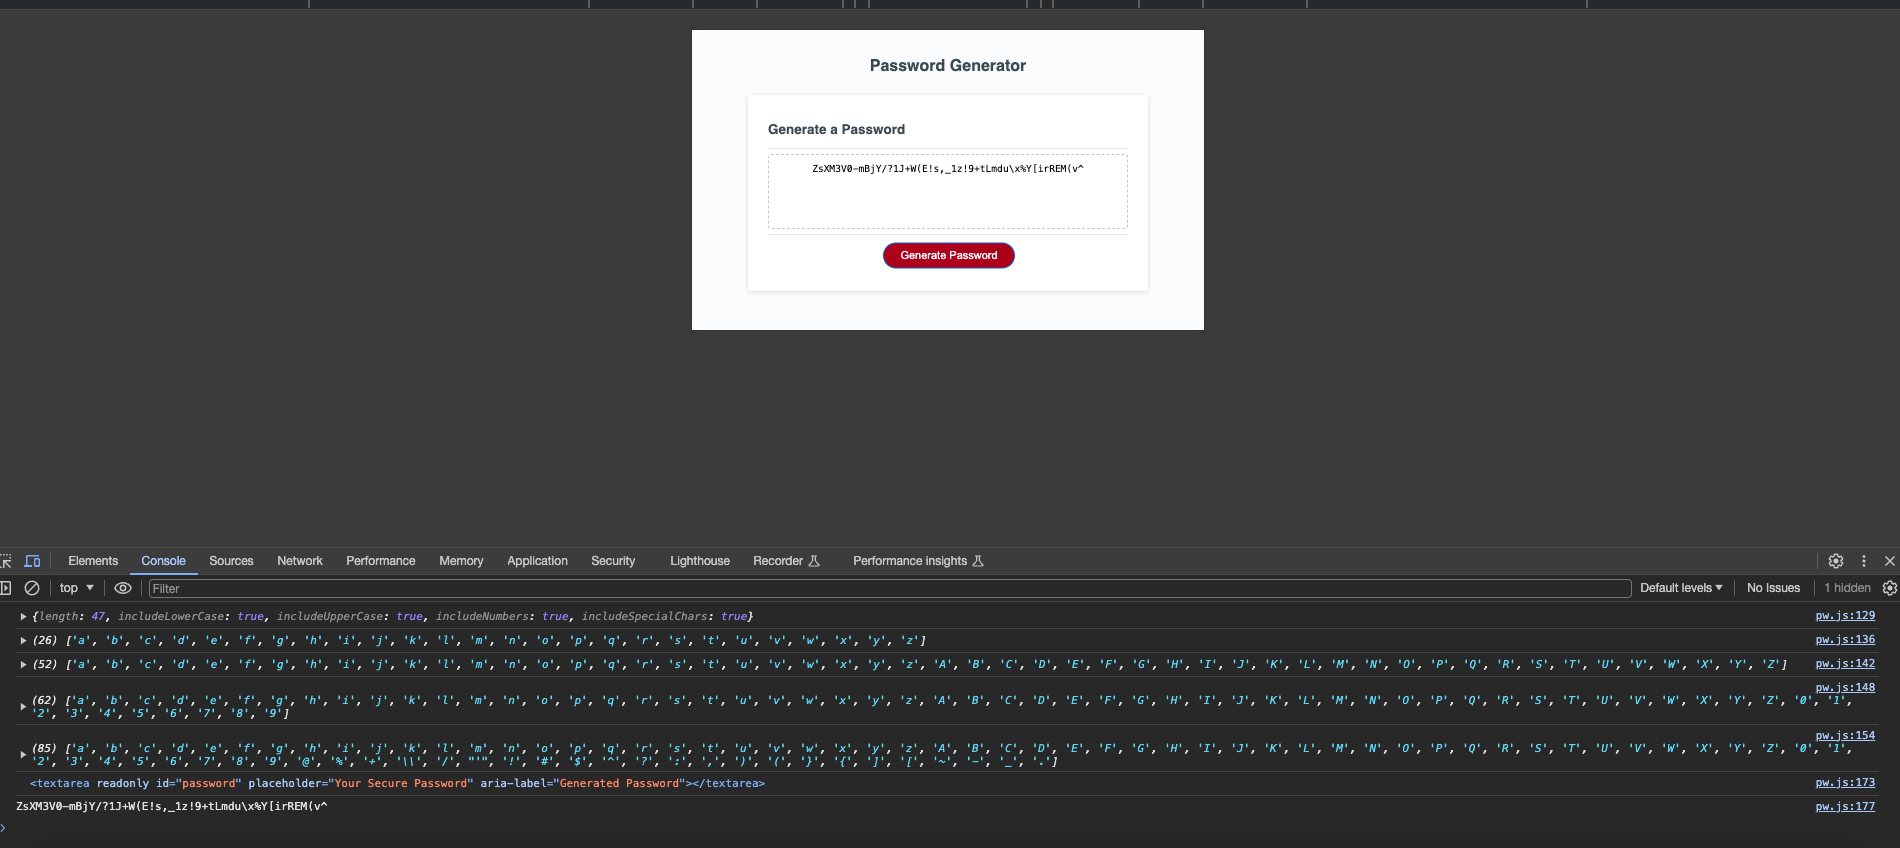 Password Generator
Generate a Password
ZsXM3V0-mBjY/?1J+W(E!s,_1z!9+tLmdu\x%Y[irREM(v^
Generate Password
Elements Console Sources Network Performance Memory Application Security Lighthouse Recorder Performance insights
top Filter Default levels No Issues 1 hidden
{length: 47, includeLowerCase: true, includeUpperCase: true, includeNumbers: true, includeSpecialChars: true} pw.js:129
(26) ['a', 'b', 'c', 'd', 'e', 'f', 'g', 'h', 'i', 'j', 'k', 'l', 'm', 'n', 'o', 'p', 'q', 'r', 's', 't', 'u', 'v', 'w', 'x', 'y', 'z'] pw.js:136
(52) ['a', 'b', 'c', 'd', 'e', 'f', 'g', 'h', 'i', 'j', 'k', 'l', 'm', 'n', 'o', 'p', 'q', 'r', 's', 't', 'u', 'v', 'w', 'x', 'y', 'z', 'A', 'B', 'C', 'D', 'E', 'F', 'G', 'H', 'I', 'J', 'K', 'L', 'M', 'N', 'O', 'P', 'Q', 'R', 'S', 'T', 'U', 'V', 'W', 'X', 'Y', 'Z'] pw.js:142
pw.js:148
(62) ['a', 'b', 'c', 'd', 'e', 'f', 'g', 'h', 'i', 'j', 'k', 'l', 'm', 'n', 'o', 'p', 'q', 'r', 's', 't', 'u', 'v', 'w', 'x', 'y', 'z', 'A', 'B', 'C', 'D', 'E', 'F', 'G', 'H', 'I', 'J', 'K', 'L', 'M', 'N', 'O', 'P', 'Q', 'R', 'S', 'T', 'U', 'V', 'W', 'X', 'Y', 'Z', '0', '1',
'2', '3', '4', '5', '6', '7', '8', '9']
pw.js:154
(85) ['a', 'b', 'c', 'd', 'e', 'f', 'g', 'h', 'i', 'j', 'k', 'l', 'm', 'n', 'o', 'p', 'q', 'r', 's', 't', 'u', 'v', 'w', 'x', 'y', 'z', 'A', 'B', 'C', 'D', 'E', 'F', 'G', 'H', 'I', 'J', 'K', 'L', 'M', 'N', 'O', 'P', 'Q', 'R', 'S', 'T', 'U', 'V', 'W', 'X', 'Y', 'Z', '0', '1',
'2', '3', '4', '5', '6', '7', '8', '9', '@', '%', '+', '\\', '/', "'", '!', '#', '$', '^', '?', ':', ',', ')', '(', '}', '{', ']', '[', '~', '-', '_', '.']
<textarea readonly id="password" placeholder="Your Secure Password" aria-label="Generated Password"></textarea> pw.js:173
ZsXM3V0-mBjY/?1J+W(E!s,_1z!9+tLmdu\x%Y[irREM(v^ pw.js:177